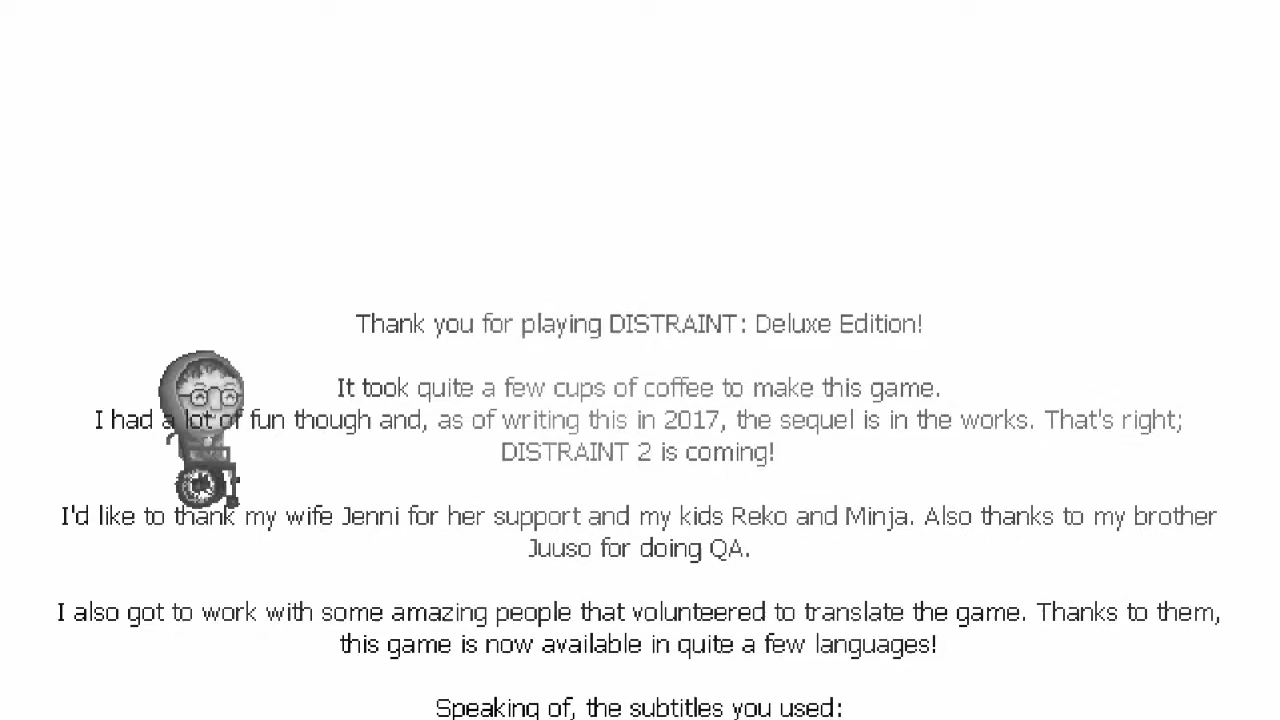 Thank you for playing DISTRAINT: Deluxe Edition!
It took quite a few cups of coffee to make this game.
I had a lot of fun though and, as of writing this in 2017, the sequel is in the works. That's right;
DISTRAINT 2 is coming!
I'd like to thank my wife Jenni for her support and my kids Reko and Minja. Also thanks to my brother
Juuso for doing QA.
I also got to work with some amazing people that volunteered to translate the game. Thanks to them,
this game is now available in quite a few languages!
Speaking of, the subtitles you used: